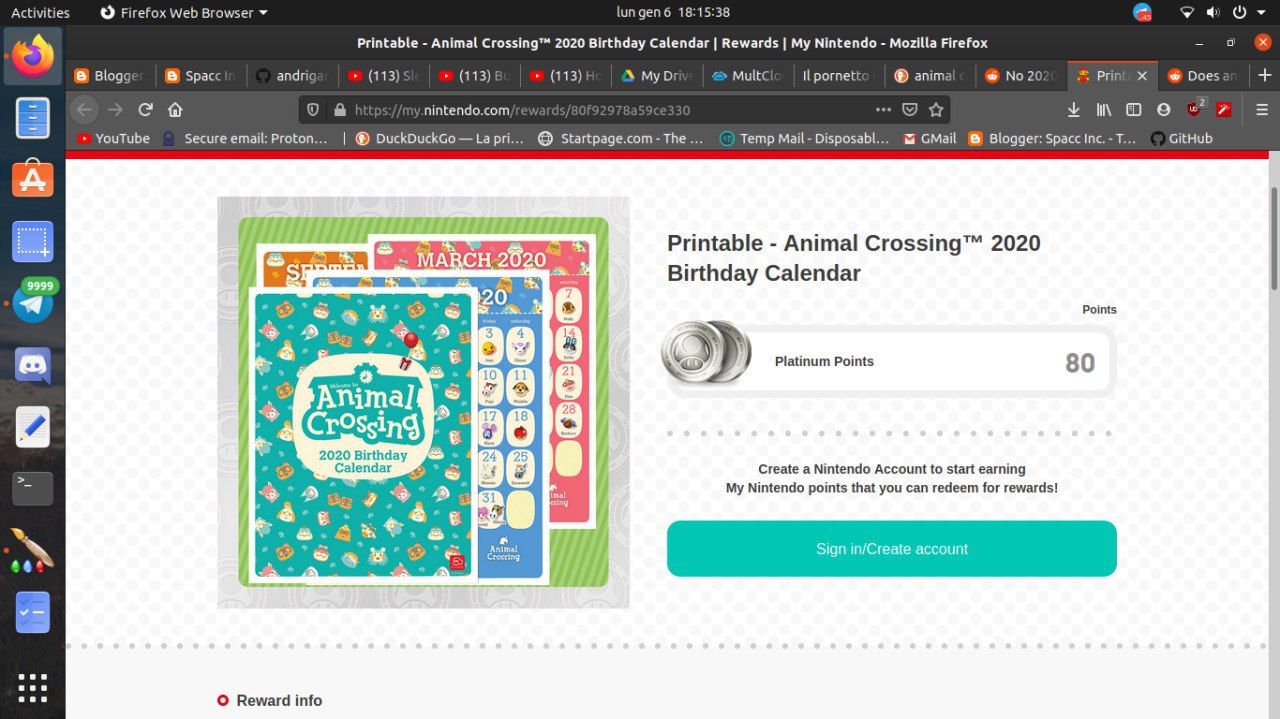 Activities
Firefox Web Browser
lun gen 6 18:15:38
45
Printable - Animal Crossing™ 2020 Birthday Calendar | Rewards | My Nintendo - Mozilla Firefox
Blogger
Spacc In
andrigar
(113) Sle
(113) Bu
(113) Ho
My Drive
MultClo
Il pornetto
animal c
No 2020
Printa
Does an
https://my.nintendo.com/rewards/80f92978a59ce330
2
YouTube
Secure email: Proton…
DuckDuckGo — La pri…
Startpage.com - The …
Temp Mail - Disposabl…
GMail
Blogger: Spacc Inc. - T…
GitHub
9999
>_
SEPTEM
MARCH 2020
20
saturday
7
14
21
28
friday
saturday
3
4
10
11
17
18
24
25
31
Welcome to
Animal
Crossing
2020 Birthday
Calendar
Animal
Crossing
Printable - Animal Crossing™ 2020
Birthday Calendar
Points
Platinum Points
80
Create a Nintendo Account to start earning
My Nintendo points that you can redeem for rewards!
Sign in/Create account
Reward info